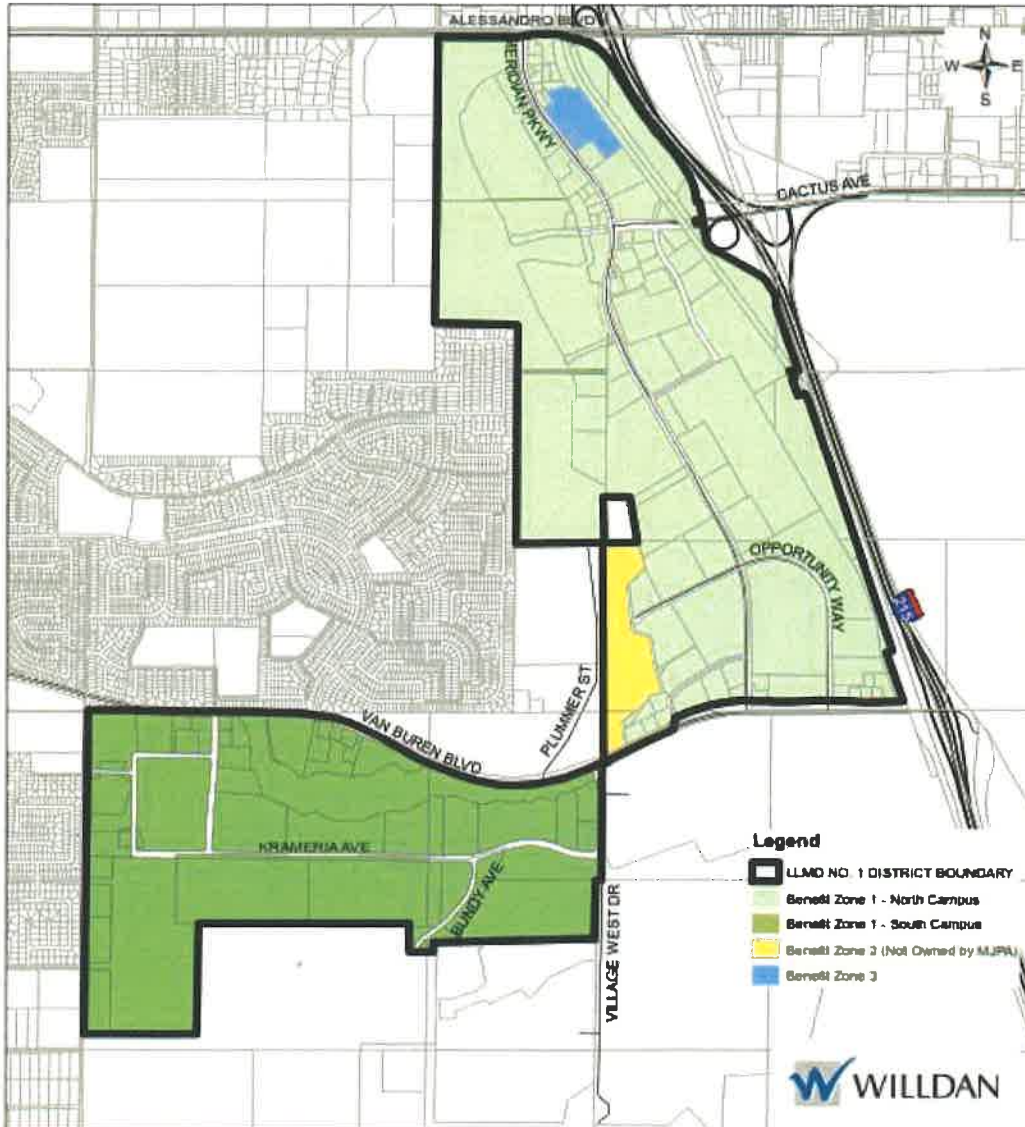 ALESSANDRO BLVD
N
W E
S
MERIDIAN PKWY
CACTUS AVE
OPPORTUNITY WAY
215
PLUMMER ST
VAN BUREN BLVD
KRAMERIA AVE
BUNDY AVE
VILLAGE WEST DR
Legend
LLMD NO. 1 DISTRICT BOUNDARY
Benefit Zone 1 - North Campus
Benefit Zone 1 - South Campus
Benefit Zone 2 (Not Owned by MJPA)
Benefit Zone 3
WILLDAN